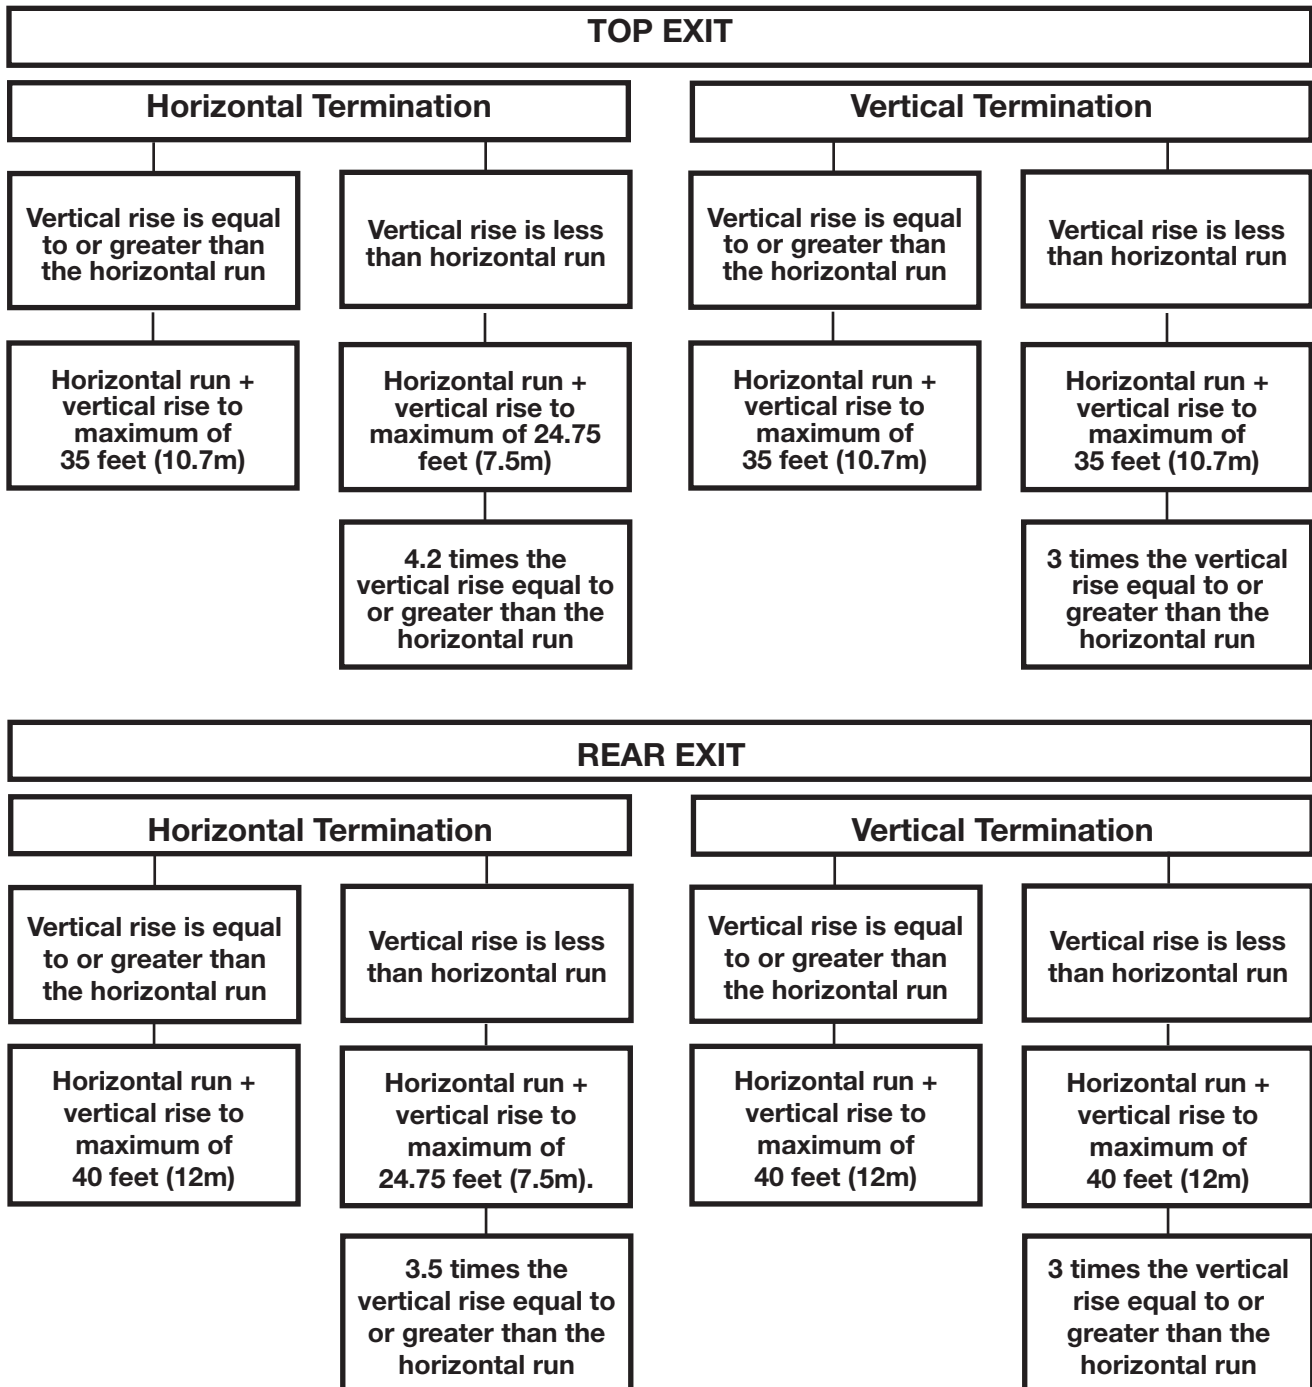 TOP EXIT
Horizontal Termination
Vertical Termination
Vertical rise is equal
to or greater than
the horizontal run
Vertical rise is less
than horizontal run
Vertical rise is equal
to or greater than
the horizontal run
Vertical rise is less
than horizontal run
Horizontal run +
vertical rise to
maximum of
35 feet (10.7m)
Horizontal run +
vertical rise to
maximum of 24.75
feet (7.5m)
Horizontal run +
vertical rise to
maximum of
35 feet (10.7m)
Horizontal run +
vertical rise to
maximum of
35 feet (10.7m)
4.2 times the
vertical rise equal to
or greater than the
horizontal run
3 times the vertical
rise equal to or
greater than the
horizontal run
REAR EXIT
Horizontal Termination
Vertical Termination
Vertical rise is equal
to or greater than
the horizontal run
Vertical rise is less
than horizontal run
Vertical rise is equal
to or greater than
the horizontal run
Vertical rise is less
than horizontal run
Horizontal run +
vertical rise to
maximum of
40 feet (12m)
Horizontal run +
vertical rise to
maximum of
24.75 feet (7.5m).
Horizontal run +
vertical rise to
maximum of
40 feet (12m)
Horizontal run +
vertical rise to
maximum of
40 feet (12m)
3.5 times the
vertical rise equal to
or greater than the
horizontal run
3 times the vertical
rise equal to or
greater than the
horizontal run